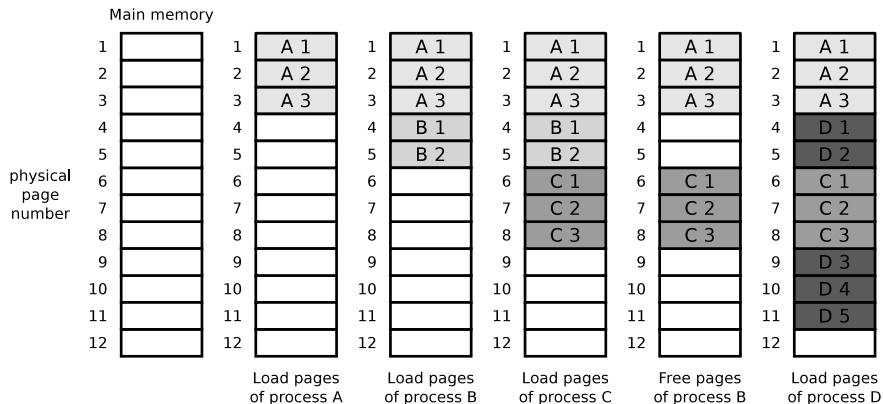 Main memory
1 1 A 1 1 A 1 1 A 1 1 A 1 1 A 1
2 2 A 2 2 A 2 2 A 2 2 A 2 2 A 2
3 3 A 3 3 A 3 3 A 3 3 A 3 3 A 3
4 4 4 B 1 4 B 1 4 4 D 1
5 5 5 B 2 5 B 2 5 5 D 2
6 6 6 6 C 1 6 C 1 6 C 1
7 7 7 7 C 2 7 C 2 7 C 2
8 8 8 8 C 3 8 C 3 8 C 3
9 9 9 9 9 9 D 3
10 10 10 10 10 10 D 4
11 11 11 11 11 11 D 5
12 12 12 12 12 12
physical
page
number
Load pages
of process A
Load pages
of process B
Load pages
of process C
Free pages
of process B
Load pages
of process D